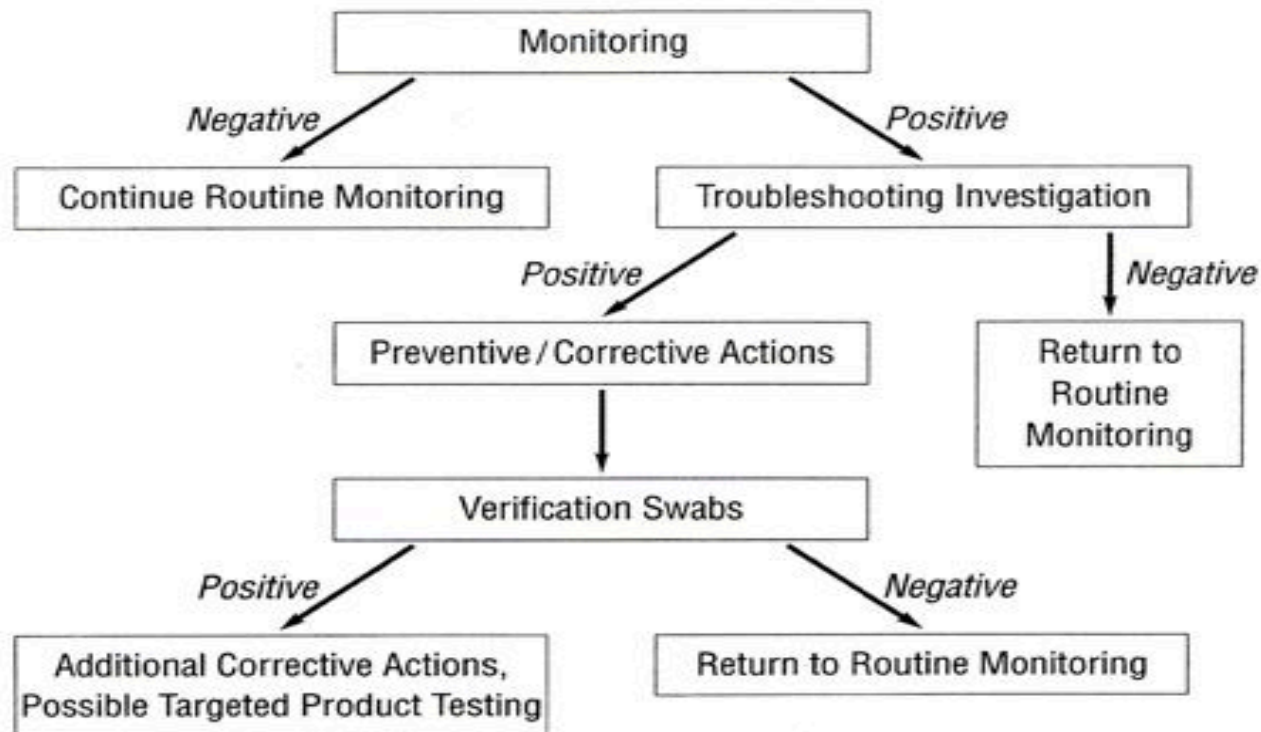 Monitoring
Negative
Positive
Continue Routine Monitoring
Troubleshooting Investigation
Positive
Negative
Preventive / Corrective Actions
Return to
Routine
Monitoring
Verification Swabs
Positive
Negative
Additional Corrective Actions,
Possible Targeted Product Testing
Return to Routine Monitoring